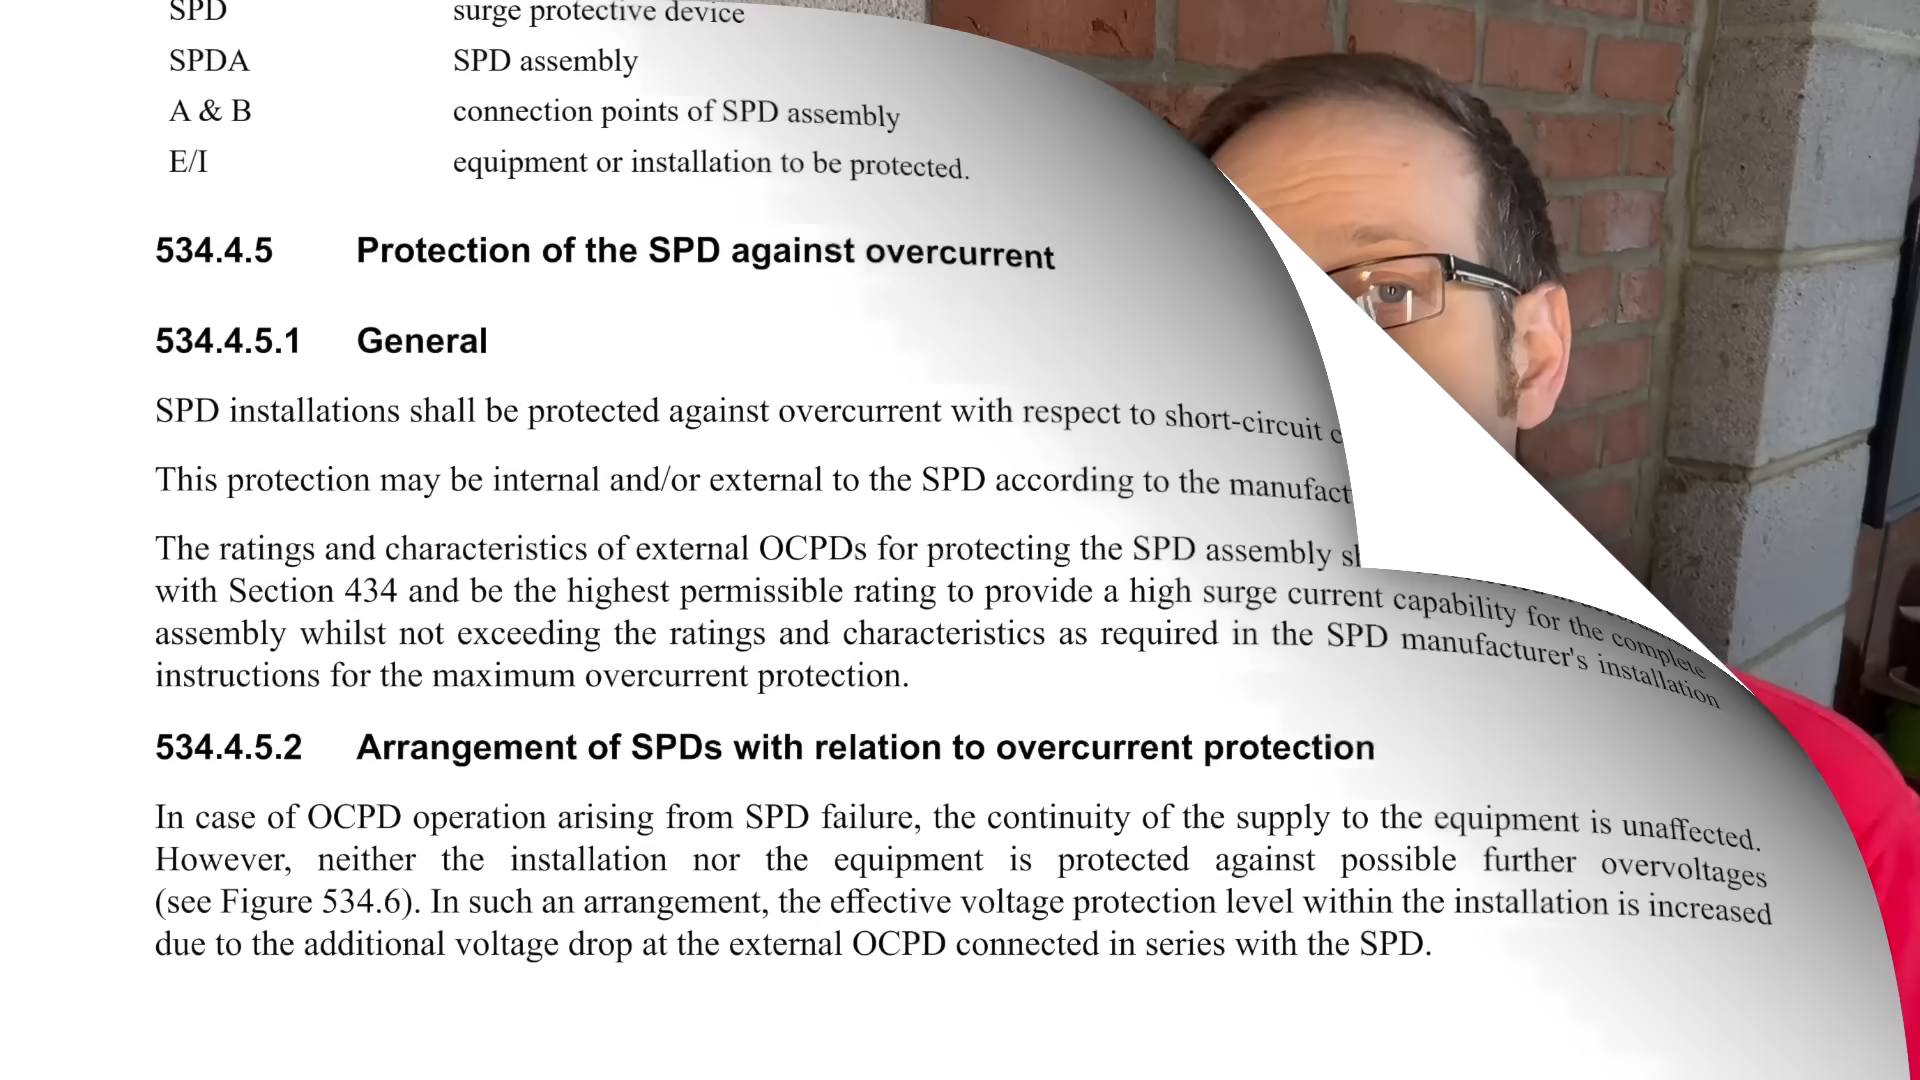 SPD surge protective device
SPDA SPD assembly
A & B connection points of SPD assembly
E/I equipment or installation to be protected.
534.4.5 Protection of the SPD against overcurrent
534.4.5.1 General
SPD installations shall be protected against overcurrent with respect to short-circuit
This protection may be internal and/or external to the SPD according to the
The ratings and characteristics of external OCPDs for protecting the SPD assembly
with Section 434 and be the highest permissible rating to provide a high surge current capability for the complete
assembly whilst not exceeding the ratings and characteristics as required in the SPD manufacturer's installation
instructions for the maximum overcurrent protection.
534.4.5.2 Arrangement of SPDs with relation to overcurrent protection
In case of OCPD operation arising from SPD failure, the continuity of the supply to the equipment is unaffected.
However, neither the installation nor the equipment is protected against possible further overvoltages
(see Figure 534.6). In such an arrangement, the effective voltage protection level within the installation is increased
due to the additional voltage drop at the external OCPD connected in series with the SPD.